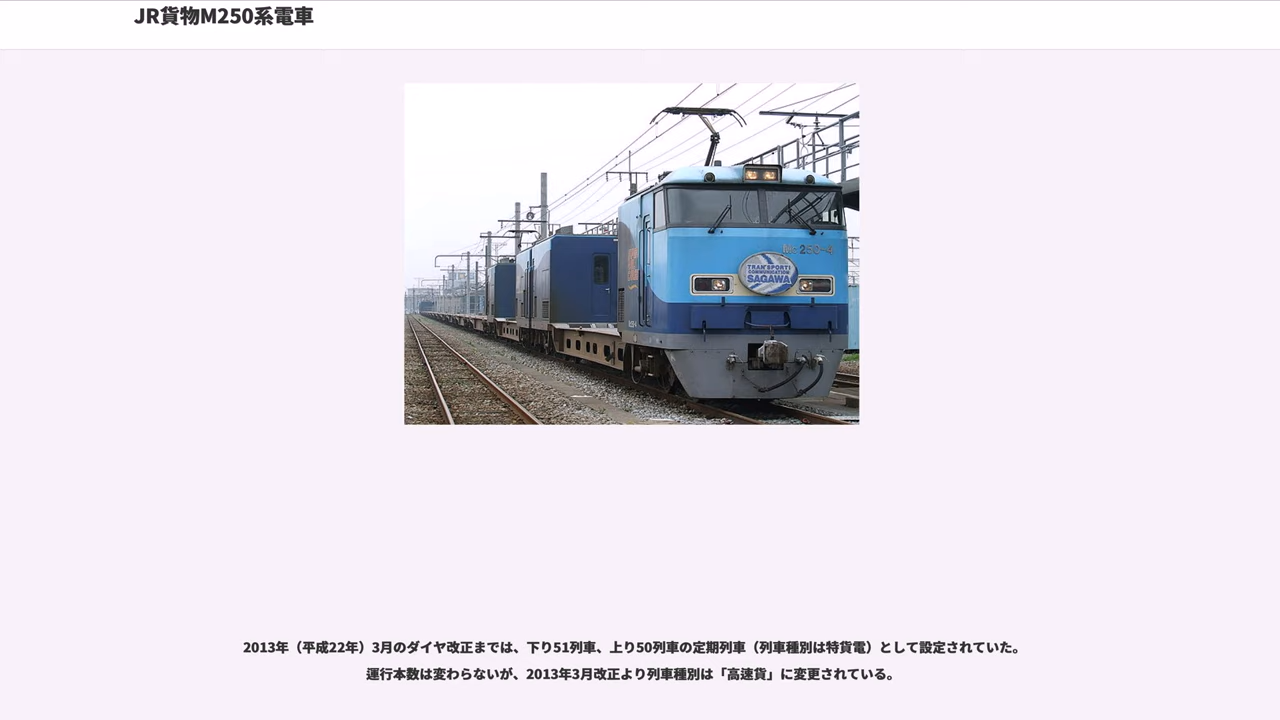 JR貨物M250系電車
Mc250-4
TRANSPORT
COMMUNICATION
SAGAWA
2013年（平成22年）3月のダイヤ改正までは、下り51列車、上り50列車の定期列車（列車種別は特貨電）として設定されていた。
運行本数は変わらないが、2013年3月改正より列車種別は「高速貨」に変更されている。